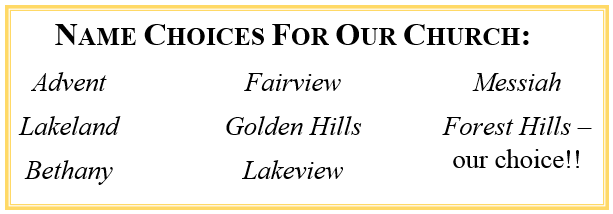 NAME CHOICES FOR OUR CHURCH:
Advent
Lakeland
Bethany
Fairview
Golden Hills
Lakeview
Messiah
Forest Hills –
our choice!!